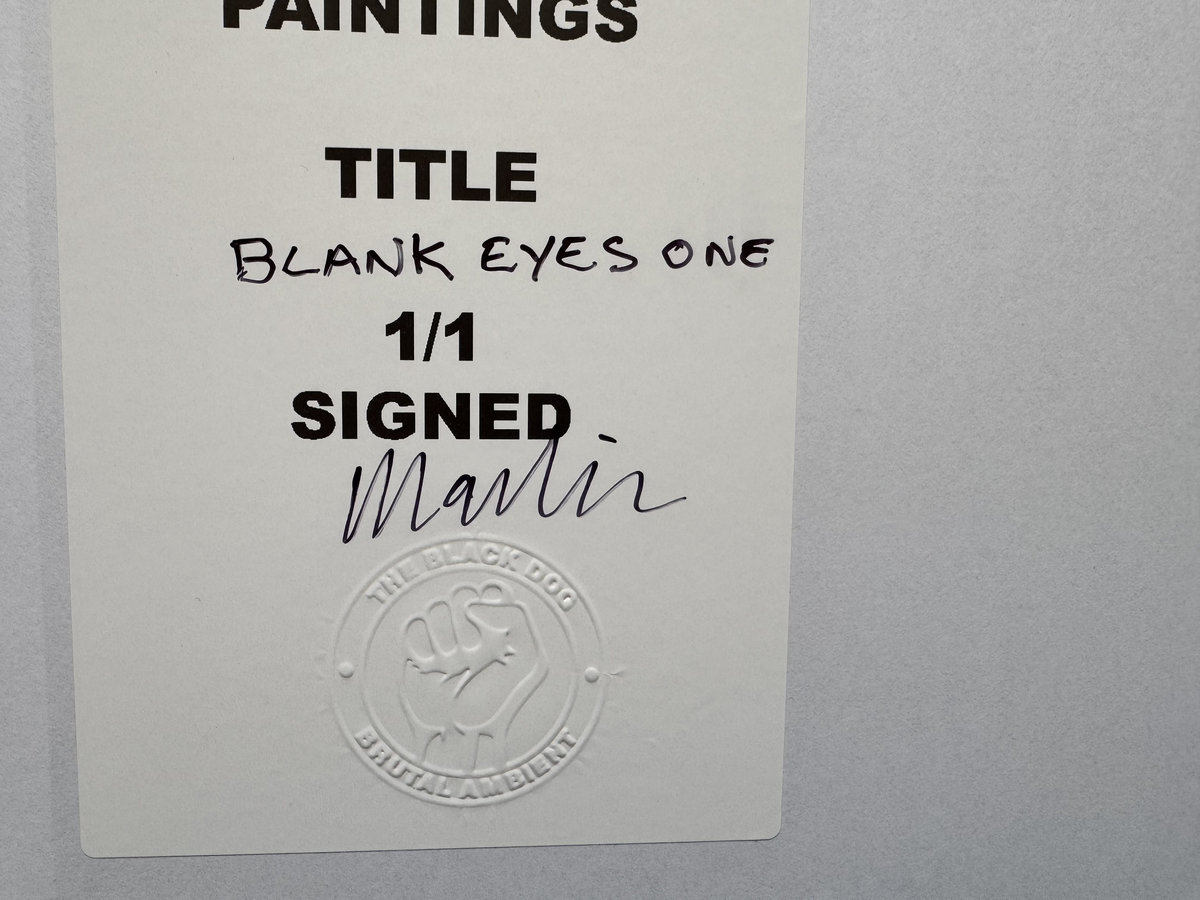 PAINTINGS
TITLE
BLANK EYES ONE
1/1
SIGNED
Martin
THE BLACK DOG
BRUTAL AMBIENT